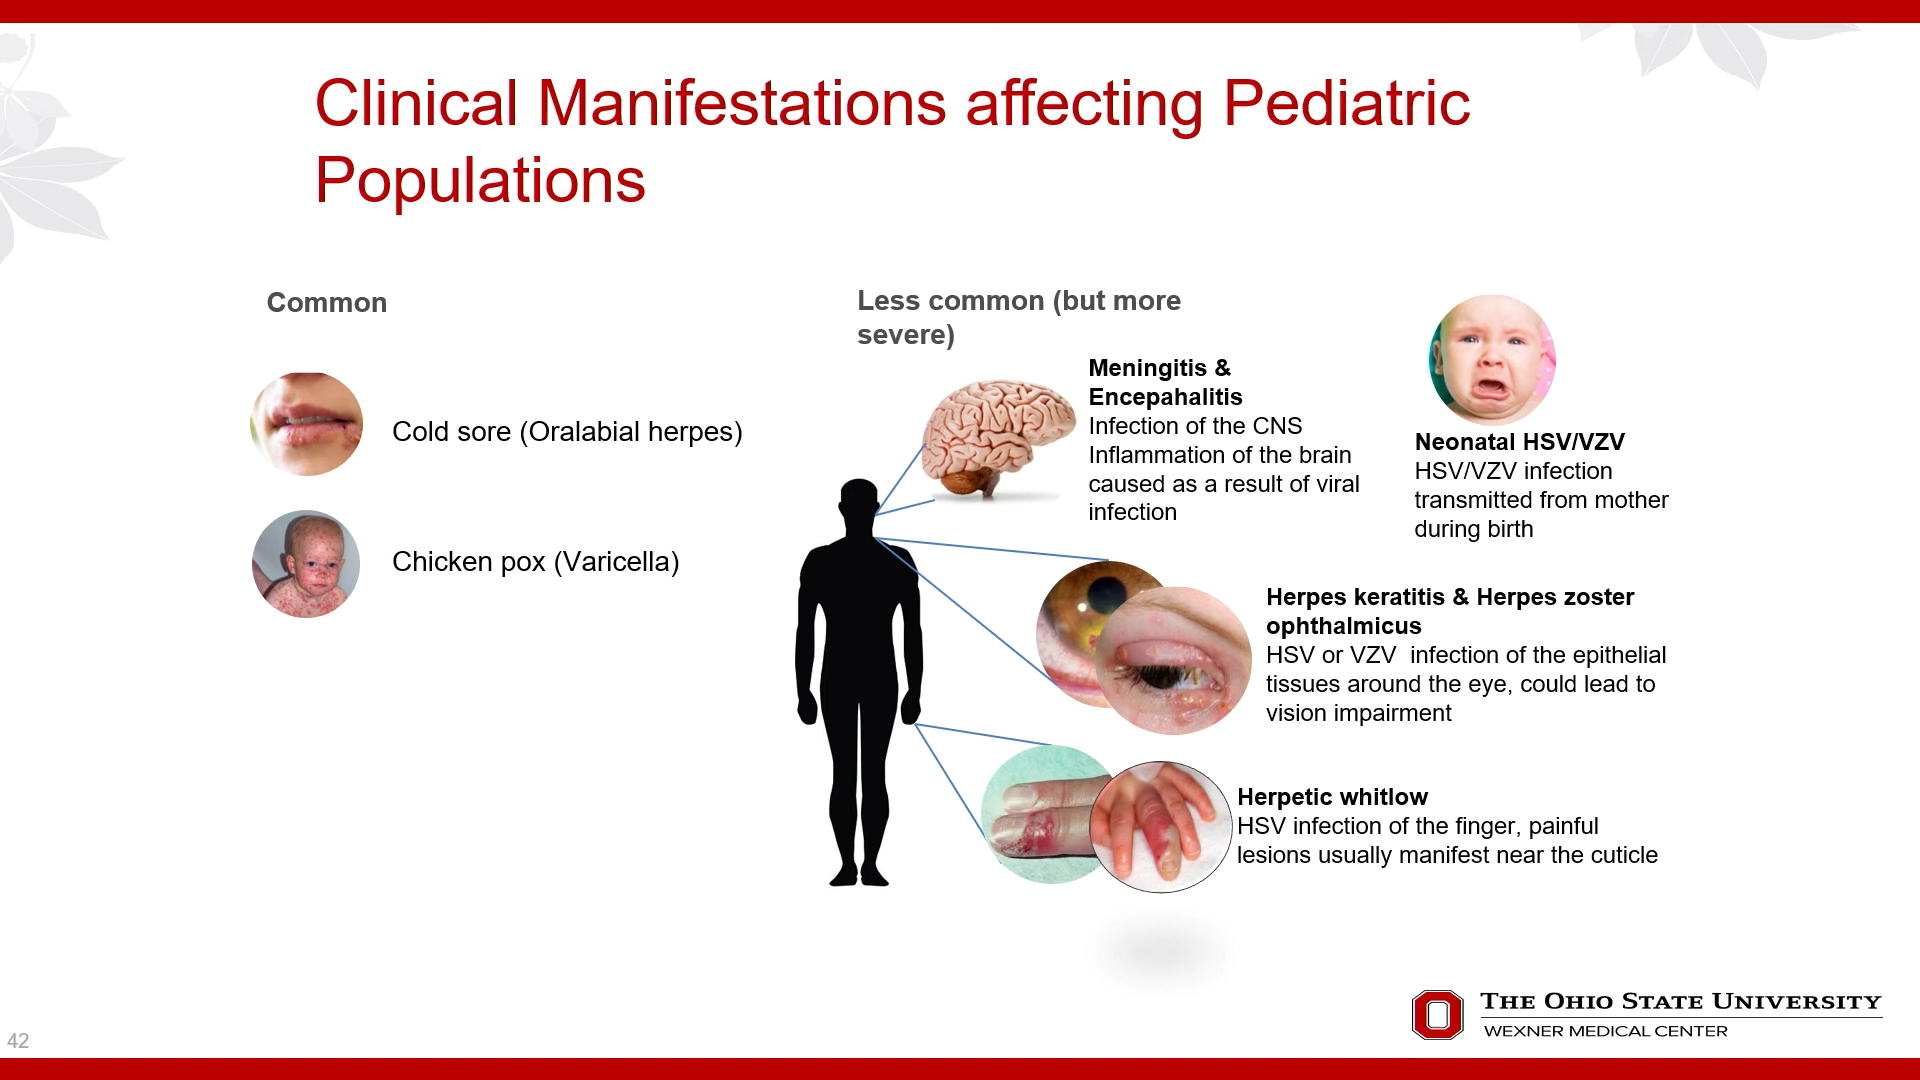 Clinical Manifestations affecting Pediatric
Populations
Common
Cold sore (Oralabial herpes)
Chicken pox (Varicella)
Less common (but more
severe)
Meningitis &
Encepahalitis
Infection of the CNS
Inflammation of the brain
caused as a result of viral
infection
Neonatal HSV/VZV
HSV/VZV infection
transmitted from mother
during birth
Herpes keratitis & Herpes zoster
ophthalmicus
HSV or VZV  infection of the epithelial
tissues around the eye, could lead to
vision impairment
Herpetic whitlow
HSV infection of the finger, painful
lesions usually manifest near the cuticle
THE OHIO STATE UNIVERSITY
WEXNER MEDICAL CENTER
42